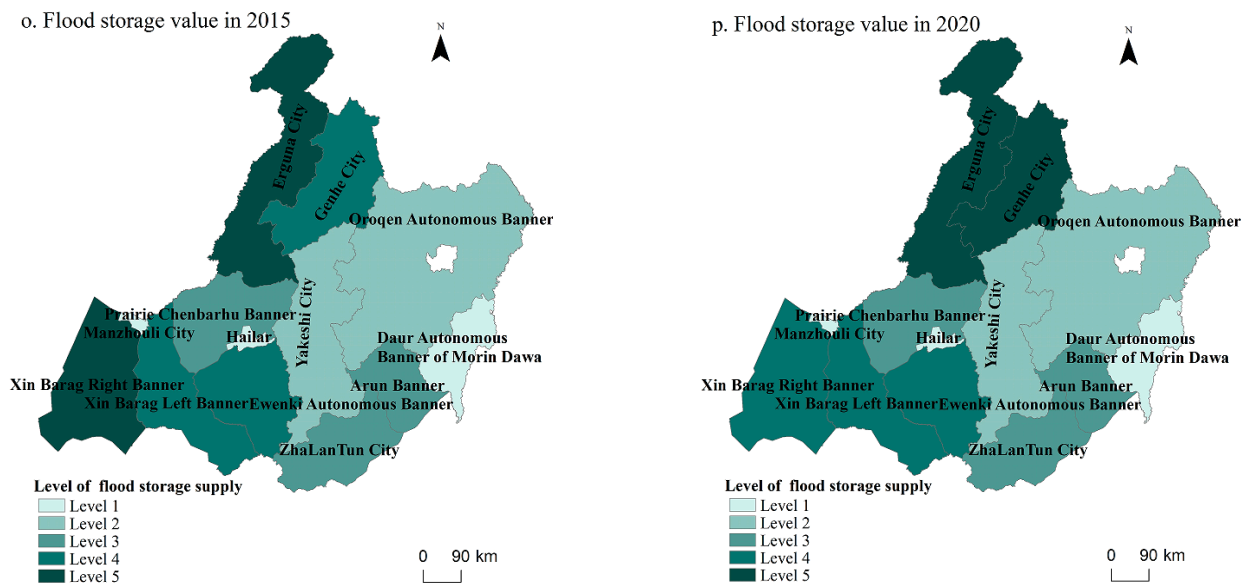 o. Flood storage value in 2015
N
Erguna City
Genhe City
Oroqen Autonomous Banner
Prairie Chenbarhu Banner
Manzhouli City
Hailar
Yakeshi City
Daur Autonomous
Banner of Morin Dawa
Xin Barag Right Banner
Arun Banner
Xin Barag Left Banner
Ewenki Autonomous Banner
ZhaLanTun City
Level of flood storage supply
Level 1
Level 2
Level 3
Level 4
Level 5
0 90 km
p. Flood storage value in 2020
N
Erguna City
Genhe City
Oroqen Autonomous Banner
Prairie Chenbarhu Banner
Manzhouli City
Hailar
Yakeshi City
Daur Autonomous
Banner of Morin Dawa
Xin Barag Right Banner
Arun Banner
Xin Barag Left Banner
Ewenki Autonomous Banner
ZhaLanTun City
Level of flood storage supply
Level 1
Level 2
Level 3
Level 4
Level 5
0 90 km